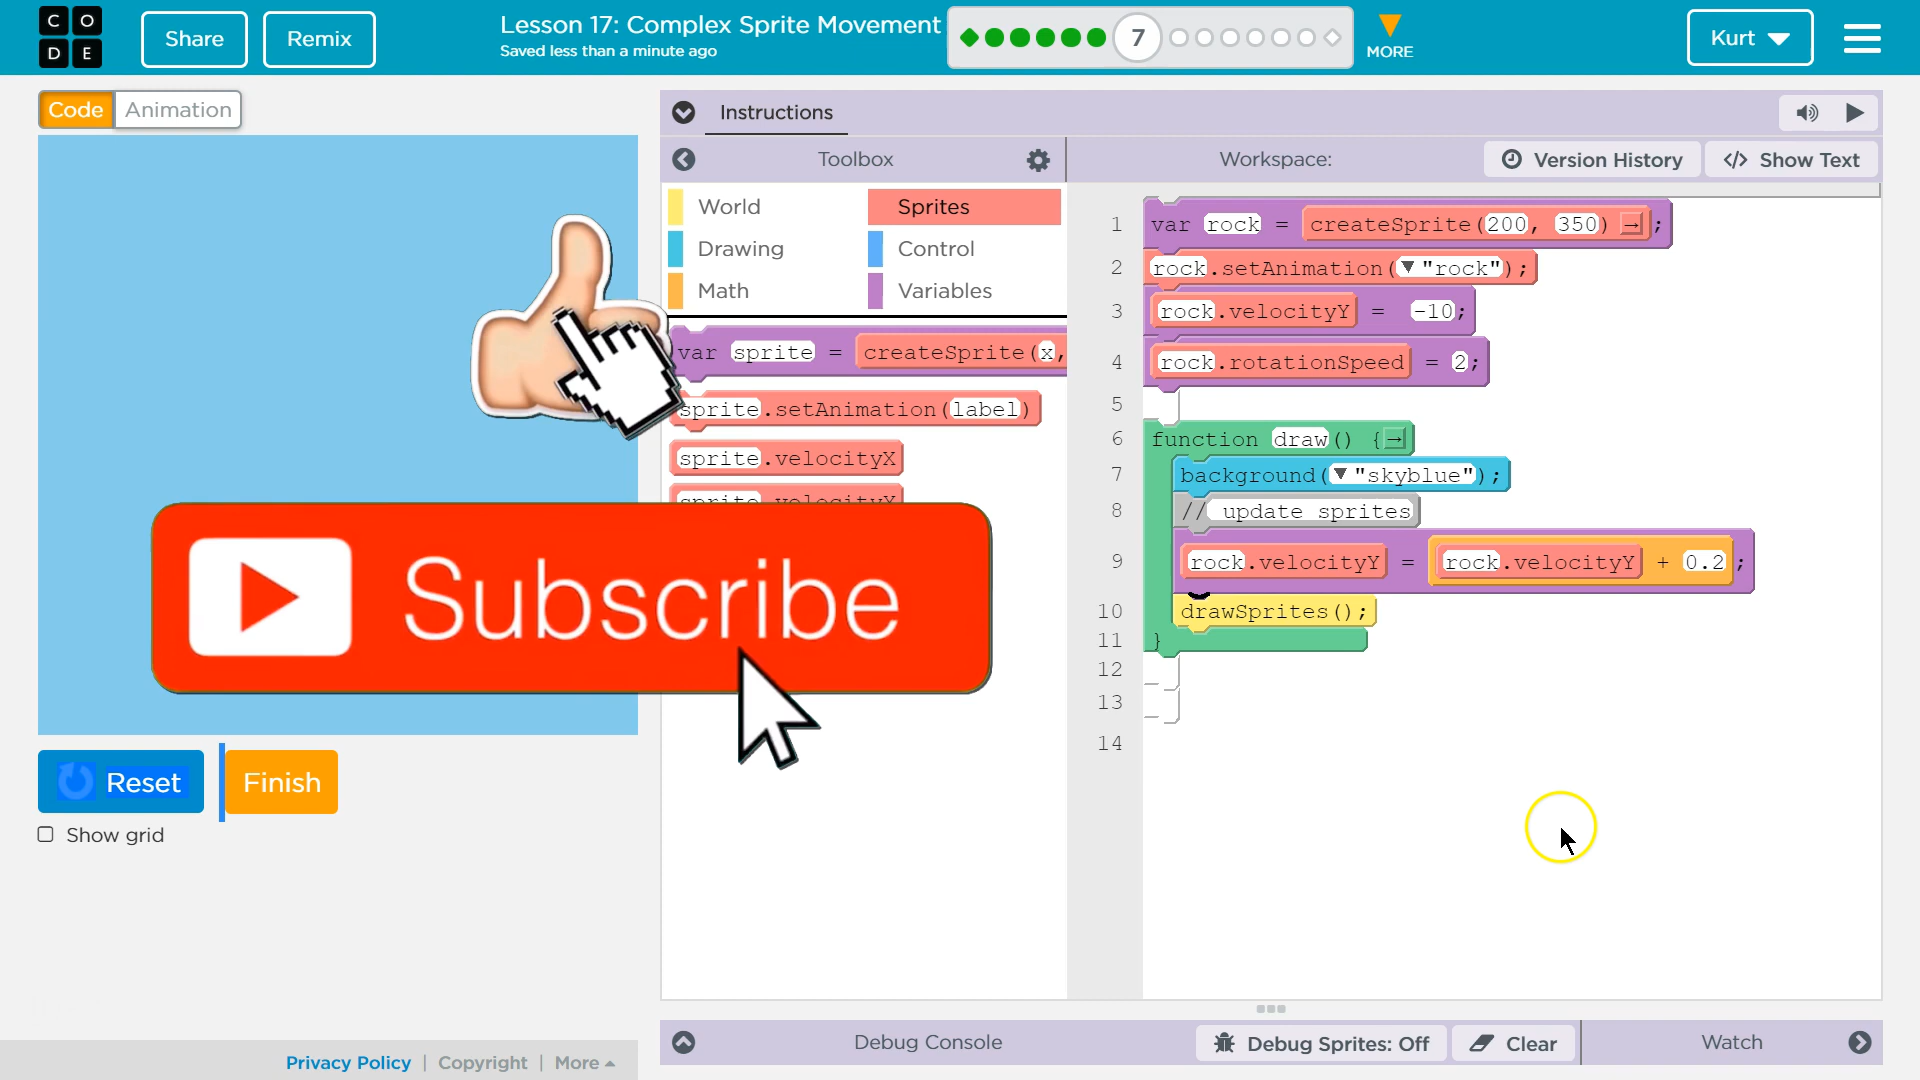 C O
D E
Share
Remix
Lesson 17: Complex Sprite Movement
Saved less than a minute ago
7
MORE
Kurt
Code
Animation
Instructions
Toolbox
Workspace:
Version History
</> Show Text
World
Sprites
Drawing
Control
Math
Variables
var sprite = createSprite(x,
sprite.setAnimation(label)
sprite.velocityX
sprite.velocityY
1 var rock = createSprite(200, 350) → ;
2 rock.setAnimation(▼"rock");
3 rock.velocityY = -10;
4 rock.rotationSpeed = 2;
5
6 function draw() {→
7 background(▼"skyblue");
8 // update sprites
9 rock.velocityY = rock.velocityY + 0.2;
10 drawSprites();
11 }
12
13
14
Subscribe
Reset
Finish
Show grid
Privacy Policy | Copyright | More
Debug Console
Debug Sprites: Off
Clear
Watch